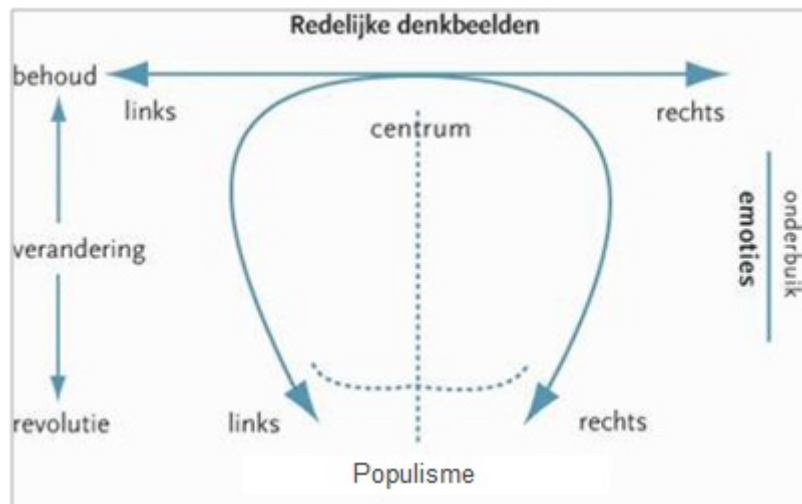 Redelijke denkbeelden
behoud
links
rechts
centrum
verandering
emoties
onderbuik
revolutie
links
rechts
Populisme